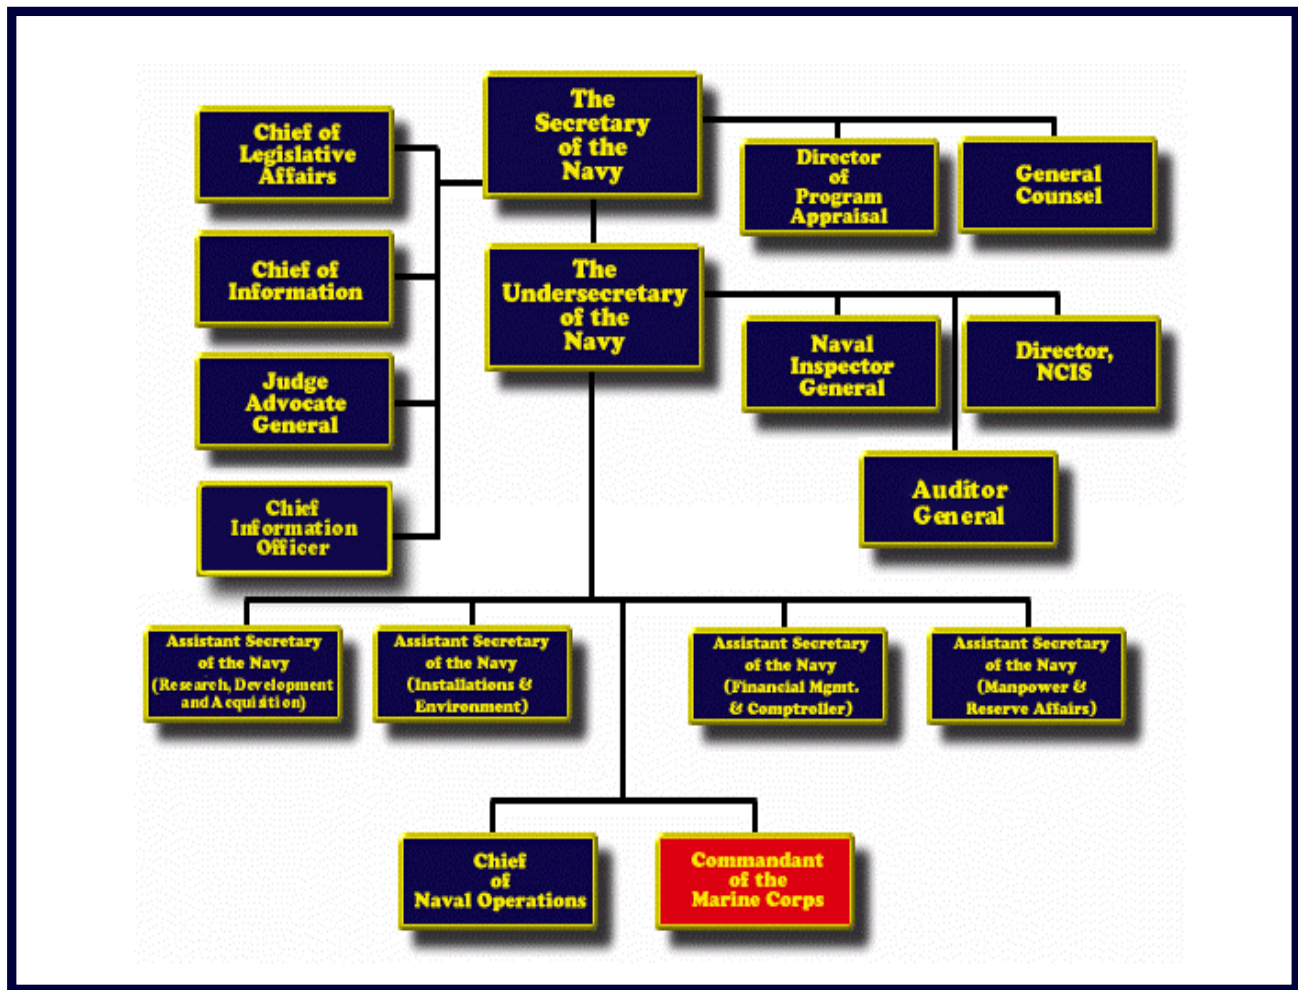 The
Secretary
of the
Navy
Chief of
Legislative
Affairs
Director
of
Program
Appraisal
General
Counsel
Chief of
Information
The
Undersecretary
of the
Navy
Naval
Inspector
General
Director,
NCIS
Judge
Advocate
General
Auditor
General
Chief
Information
Officer
Assistant Secretary
of the Navy
(Research, Development
and Acquisition)
Assistant Secretary
of the Navy
(Installations &
Environment)
Assistant Secretary
of the Navy
(Financial Mgmt.
& Comptroller)
Assistant Secretary
of the Navy
(Manpower &
Reserve Affairs)
Chief
of
Naval Operations
Commandant
of the
Marine Corps